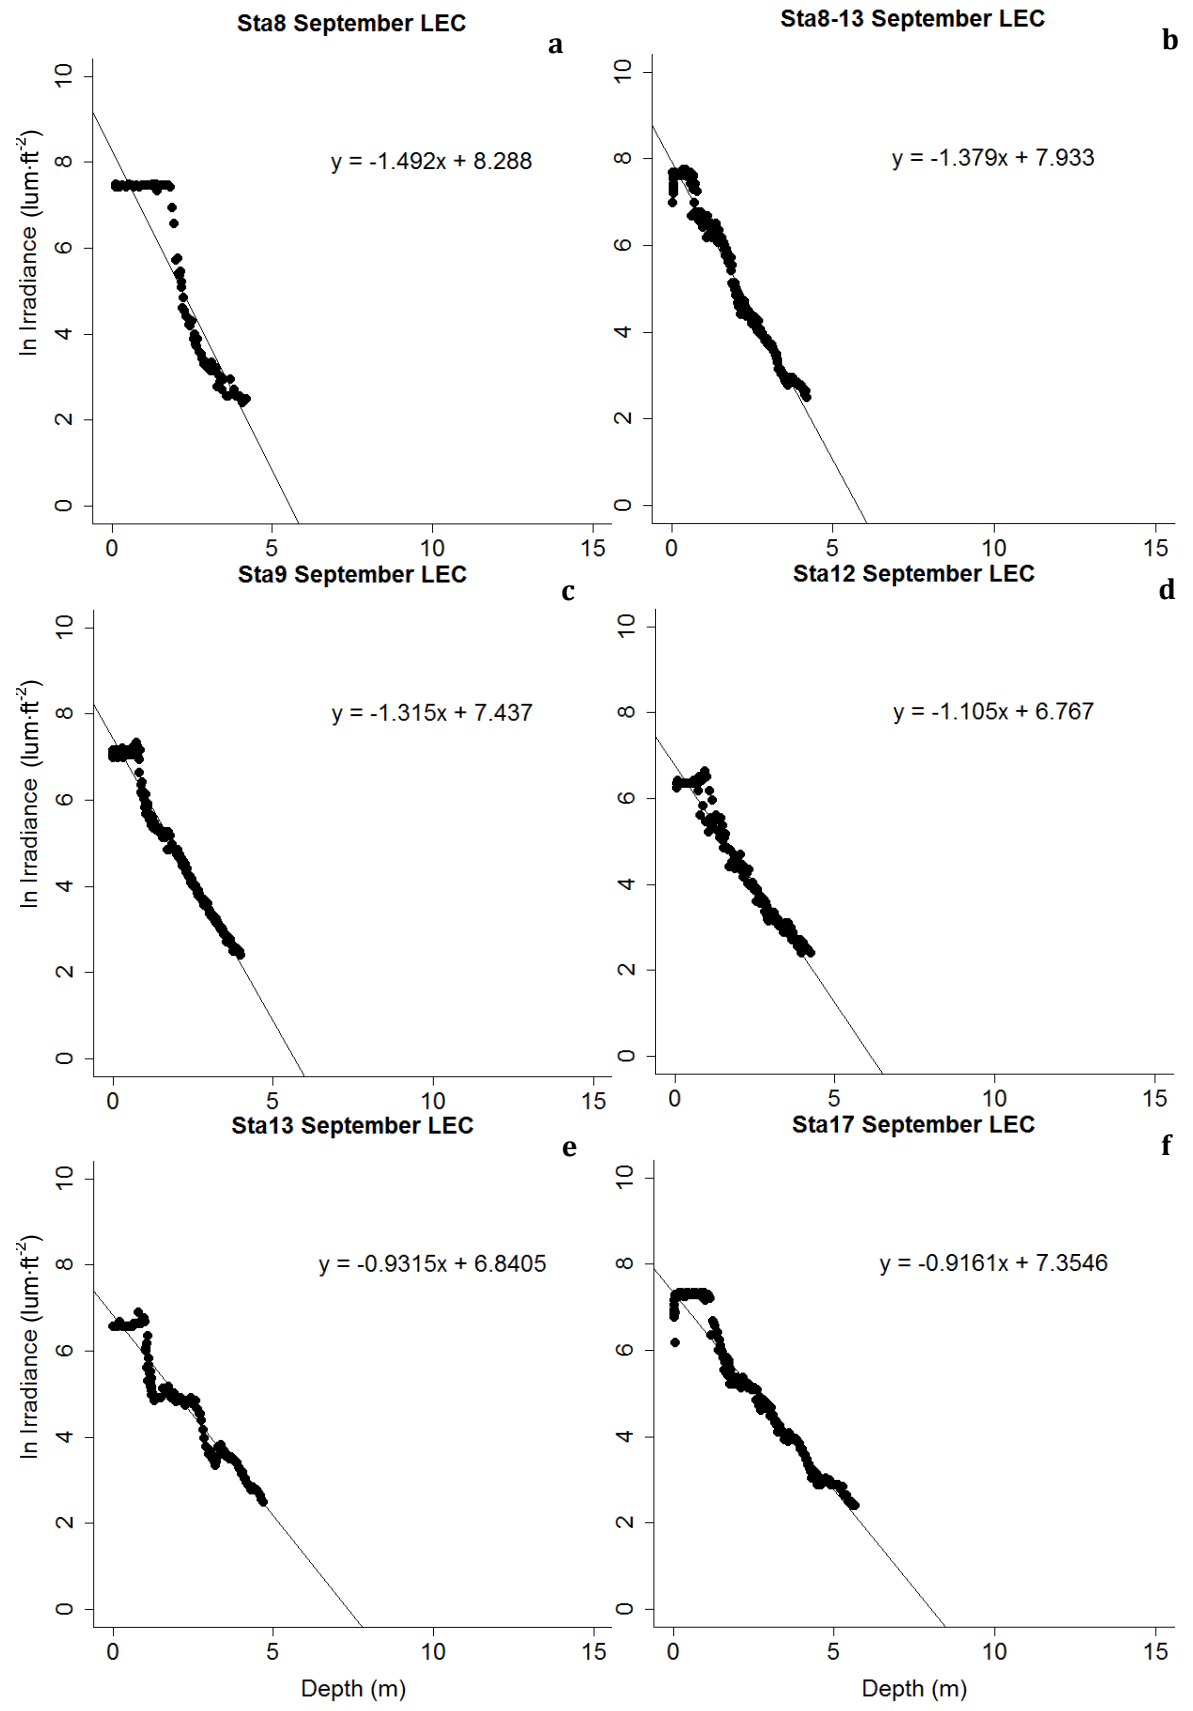 Sta8 September LEC
a
ln Irradiance (lum·ft-2)
10
8
6
4
2
0
y = -1.492x + 8.288
0 5 10 15
Sta8-13 September LEC
b
10
8
6
4
2
0
y = -1.379x + 7.933
0 5 10 15
Sta9 September LEC
c
ln Irradiance (lum·ft-2)
10
8
6
4
2
0
y = -1.315x + 7.437
0 5 10 15
Sta12 September LEC
d
10
8
6
4
2
0
y = -1.105x + 6.767
0 5 10 15
Sta13 September LEC
e
ln Irradiance (lum·ft-2)
10
8
6
4
2
0
y = -0.9315x + 6.8405
0 5 10 15
Depth (m)
Sta17 September LEC
f
10
8
6
4
2
0
y = -0.9161x + 7.3546
0 5 10 15
Depth (m)